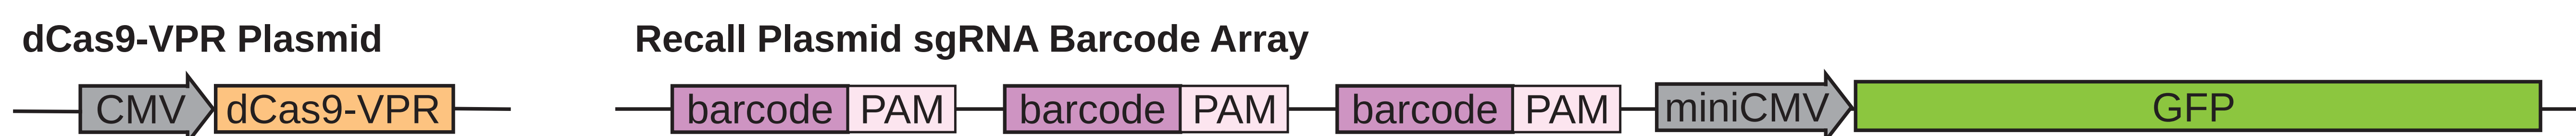 dCas9-VPR Plasmid
Recall Plasmid sgRNA Barcode Array
CMV dCas9-VPR
barcode PAM barcode PAM barcode PAM miniCMV GFP